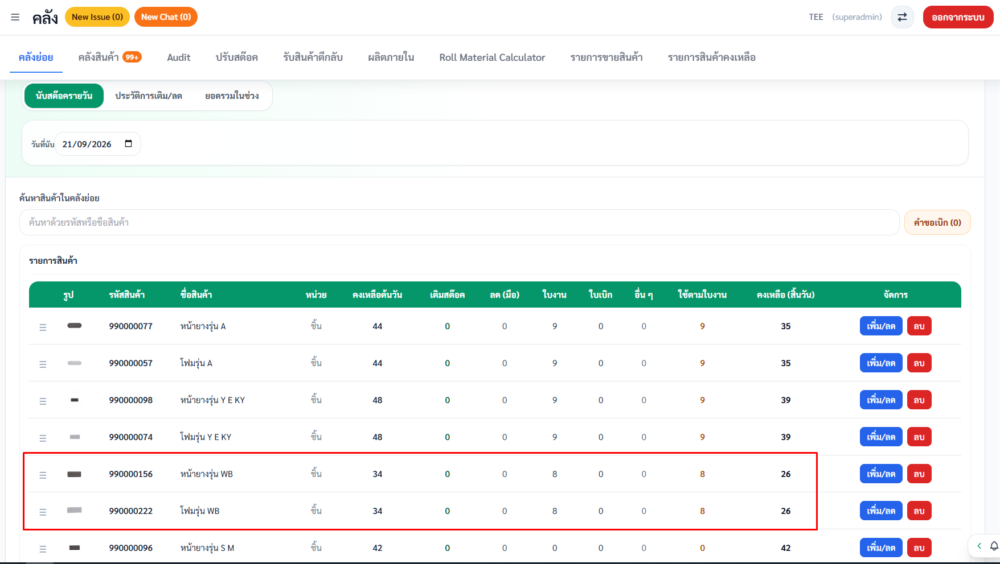 คลัง New Issue (0) New Chat (0) TEE (superadmin) ออกจากระบบ
คลังย่อย คลังสินค้า 99+ Audit ปรับสต๊อค รับสินค้าตีกลับ ผลิตภายใน Roll Material Calculator รายการขายสินค้า รายการสินค้าคงเหลือ
นับสต๊อครายวัน ประวัติการเติม/ลด ยอดรวมในช่วง
วันที่นับ 21/09/2026
ค้นหาสินค้าในคลังย่อย
ค้นหาด้วยรหัสหรือชื่อสินค้า คำขอเบิก (0)
รายการสินค้า
รูป รหัสสินค้า ชื่อสินค้า หน่วย คงเหลือต้นวัน เติมสต๊อค ลด (มือ) ใบงาน ใบเบิก อื่น ๆ ใช้ตามใบงาน คงเหลือ (สิ้นวัน) จัดการ
990000077 หน้ายางรุ่น A ชิ้น 44 0 0 9 0 0 9 35 เพิ่ม/ลด ลบ
990000057 โฟมรุ่น A ชิ้น 44 0 0 9 0 0 9 35 เพิ่ม/ลด ลบ
990000098 หน้ายางรุ่น Y E KY ชิ้น 48 0 0 9 0 0 9 39 เพิ่ม/ลด ลบ
990000074 โฟมรุ่น Y E KY ชิ้น 48 0 0 9 0 0 9 39 เพิ่ม/ลด ลบ
990000156 หน้ายางรุ่น WB ชิ้น 34 0 0 8 0 0 8 26 เพิ่ม/ลด ลบ
990000222 โฟมรุ่น WB ชิ้น 34 0 0 8 0 0 8 26 เพิ่ม/ลด ลบ
990000096 หน้ายางรุ่น S M ชิ้น 42 0 0 0 0 0 0 42 เพิ่ม/ลด ลบ